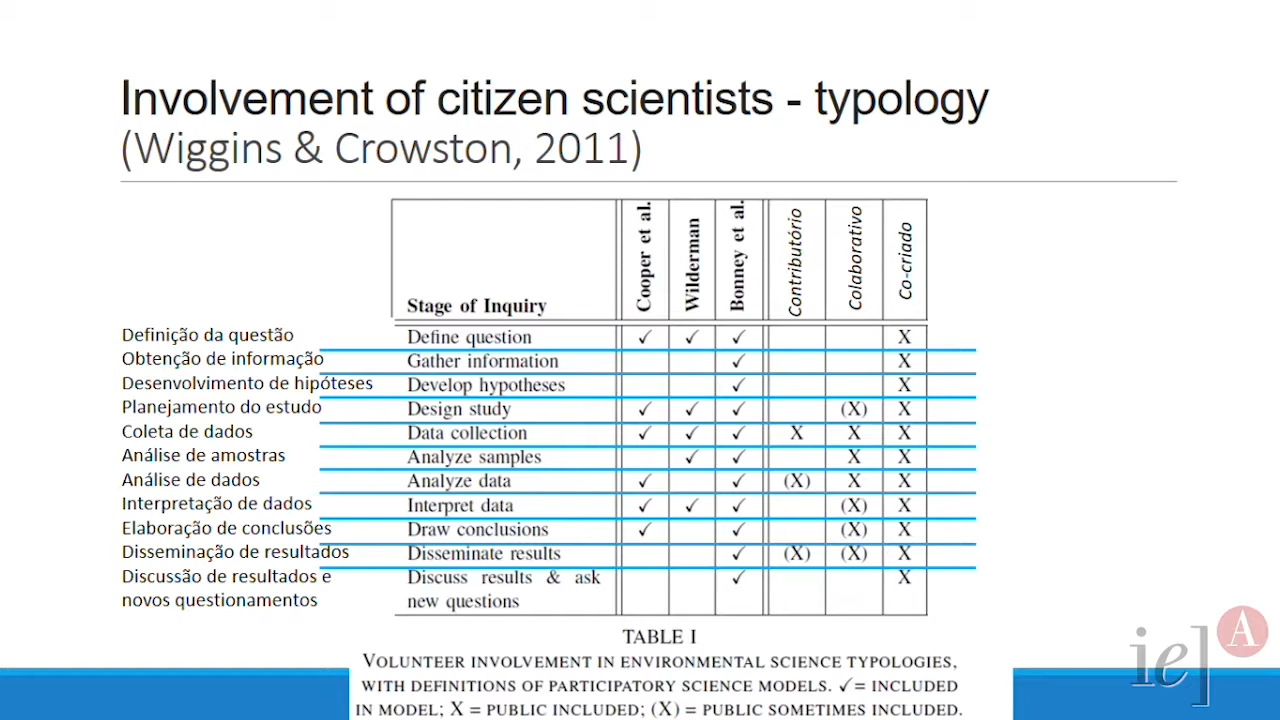 Involvement of citizen scientists - typology
(Wiggins & Crowston, 2011)
Stage of Inquiry Cooper et al. Wilderman Bonney et al. Contributório Colaborativo Co-criado
Definição da questão Define question ✓ ✓ ✓ X
Obtenção de informação Gather information ✓ X
Desenvolvimento de hipóteses Develop hypotheses ✓ X
Planejamento do estudo Design study ✓ ✓ ✓ (X) X
Coleta de dados Data collection ✓ ✓ ✓ X X X
Análise de amostras Analyze samples ✓ ✓ X X
Análise de dados Analyze data ✓ ✓ (X) X X
Interpretação de dados Interpret data ✓ ✓ ✓ (X) X
Elaboração de conclusões Draw conclusions ✓ ✓ (X) X
Disseminação de resultados Disseminate results ✓ (X) (X) X
Discussão de resultados e Discuss results & ask ✓ X
novos questionamentos new questions
TABLE I
VOLUNTEER INVOLVEMENT IN ENVIRONMENTAL SCIENCE TYPOLOGIES,
WITH DEFINITIONS OF PARTICIPATORY SCIENCE MODELS. ✓= INCLUDED
IN MODEL; X = PUBLIC INCLUDED; (X) = PUBLIC SOMETIMES INCLUDED.
ie] A